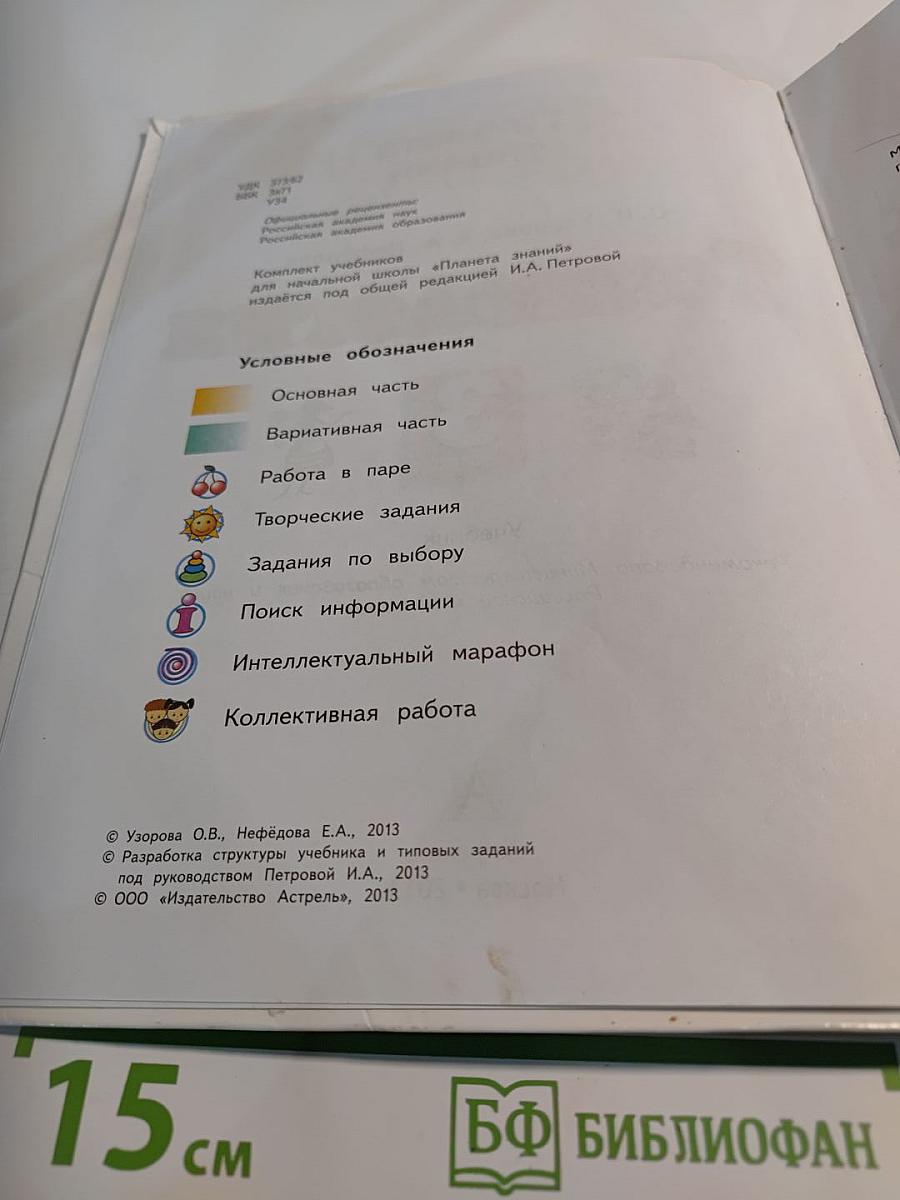 УДК 373:62
ББК 3я71
У34
Официальные рецензенты:
Российская академия наук
Российская академия образования
Комплект учебников
для начальной школы «Планета знаний»
издаётся под общей редакцией И.А. Петровой
Условные обозначения
Основная часть
Вариативная часть
Работа в паре
Творческие задания
Задания по выбору
Поиск информации
Интеллектуальный марафон
Коллективная работа
© Узорова О.В., Нефёдова Е.А., 2013
© Разработка структуры учебника и типовых заданий
под руководством Петровой И.А., 2013
© ООО «Издательство Астрель», 2013
15 см
БФ БИБЛИОФАН